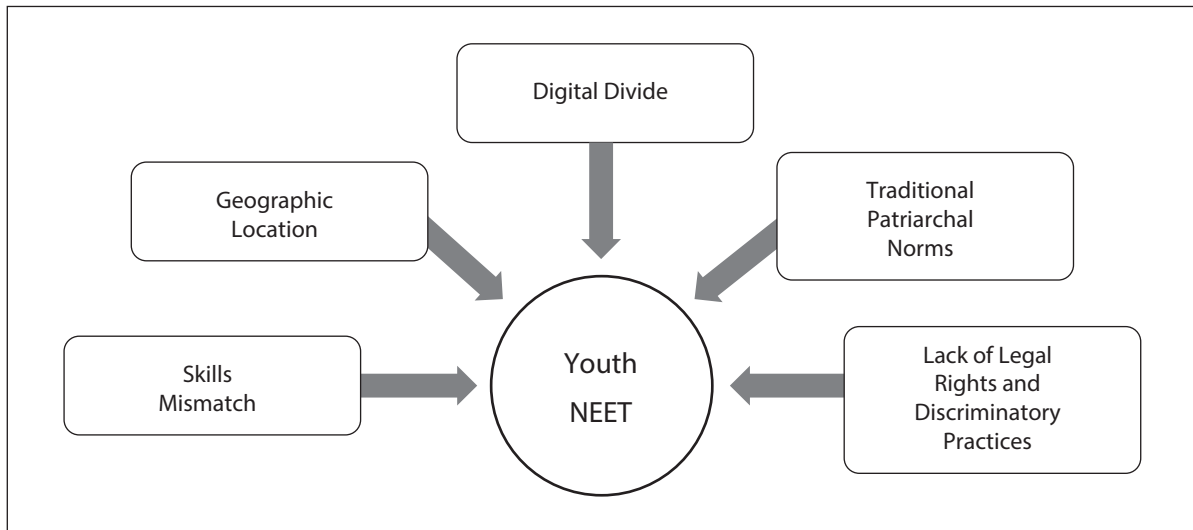 Digital Divide
Geographic
Location
Traditional
Patriarchal
Norms
Skills
Mismatch
Youth
NEET
Lack of Legal
Rights and
Discriminatory
Practices